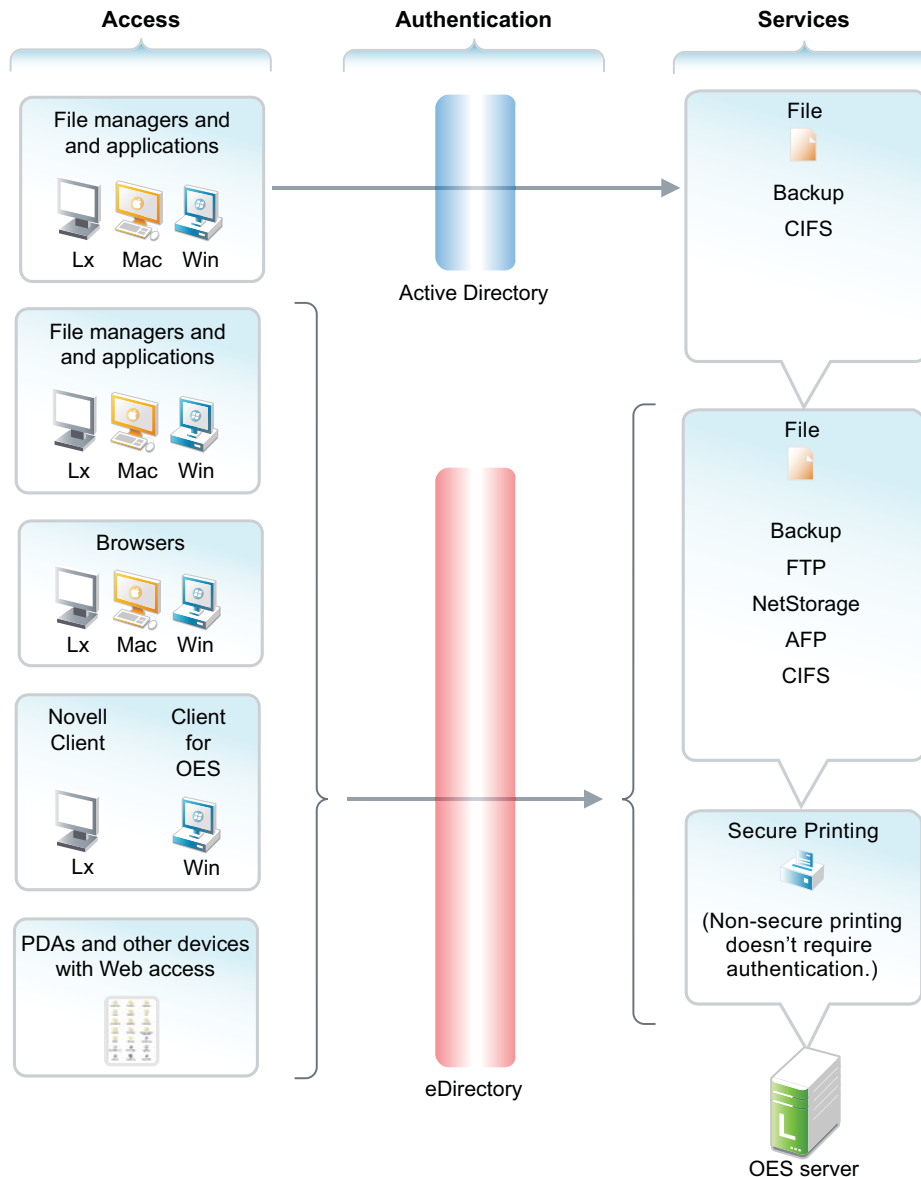 Access
Authentication
Services
File managers and
and applications
Lx Mac Win
Active Directory
File
Backup
CIFS
File managers and
and applications
Lx Mac Win
Browsers
Lx Mac Win
Novell
Client
Client
for
OES
Lx Win
PDAs and other devices
with Web access
eDirectory
File
Backup
FTP
NetStorage
AFP
CIFS
Secure Printing
(Non-secure printing
doesn't require
authentication.)
L
OES server